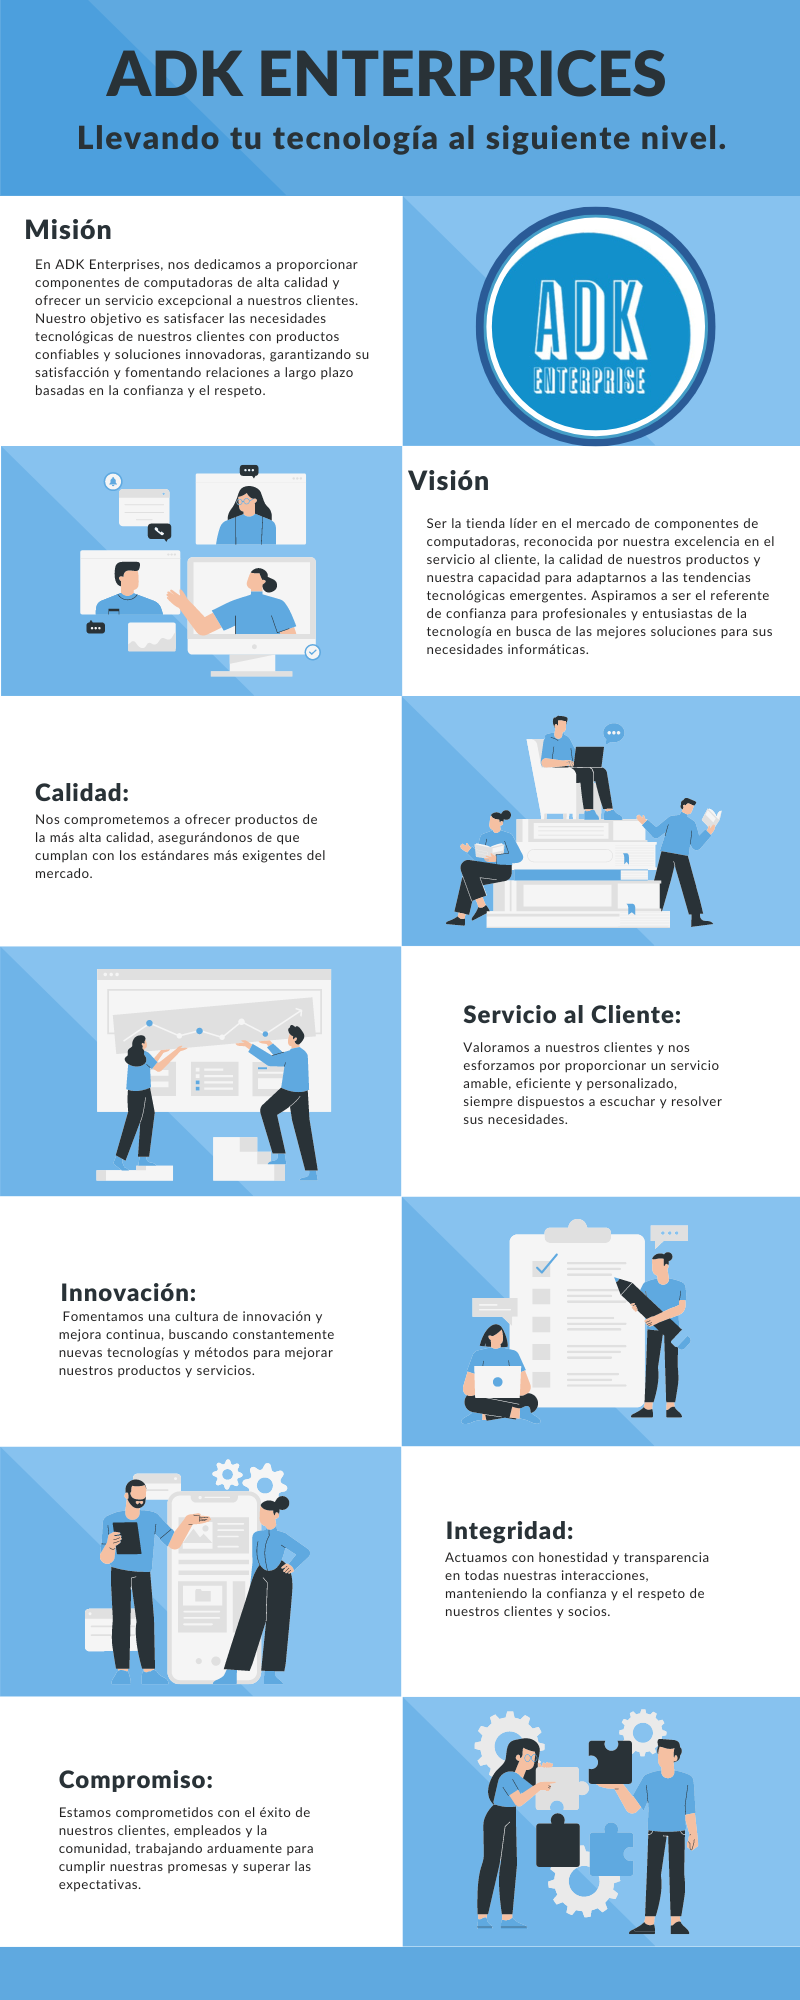 ADK ENTERPRICES
Llevando tu tecnología al siguiente nivel.
Misión
En ADK Enterprises, nos dedicamos a proporcionar
componentes de computadoras de alta calidad y
ofrecer un servicio excepcional a nuestros clientes.
Nuestro objetivo es satisfacer las necesidades
tecnológicas de nuestros clientes con productos
confiables y soluciones innovadoras, garantizando su
satisfacción y fomentando relaciones a largo plazo
basadas en la confianza y el respeto.
ADK
ENTERPRISE
Visión
Ser la tienda líder en el mercado de componentes de
computadoras, reconocida por nuestra excelencia en el
servicio al cliente, la calidad de nuestros productos y
nuestra capacidad para adaptarnos a las tendencias
tecnológicas emergentes. Aspiramos a ser el referente
de confianza para profesionales y entusiastas de la
tecnología en busca de las mejores soluciones para sus
necesidades informáticas.
Calidad:
Nos comprometemos a ofrecer productos de
la más alta calidad, asegurándonos de que
cumplan con los estándares más exigentes del
mercado.
Servicio al Cliente:
Valoramos a nuestros clientes y nos
esforzamos por proporcionar un servicio
amable, eficiente y personalizado,
siempre dispuestos a escuchar y resolver
sus necesidades.
Innovación:
Fomentamos una cultura de innovación y
mejora continua, buscando constantemente
nuevas tecnologías y métodos para mejorar
nuestros productos y servicios.
Integridad:
Actuamos con honestidad y transparencia
en todas nuestras interacciones,
manteniendo la confianza y el respeto de
nuestros clientes y socios.
Compromiso:
Estamos comprometidos con el éxito de
nuestros clientes, empleados y la
comunidad, trabajando arduamente para
cumplir nuestras promesas y superar las
expectativas.